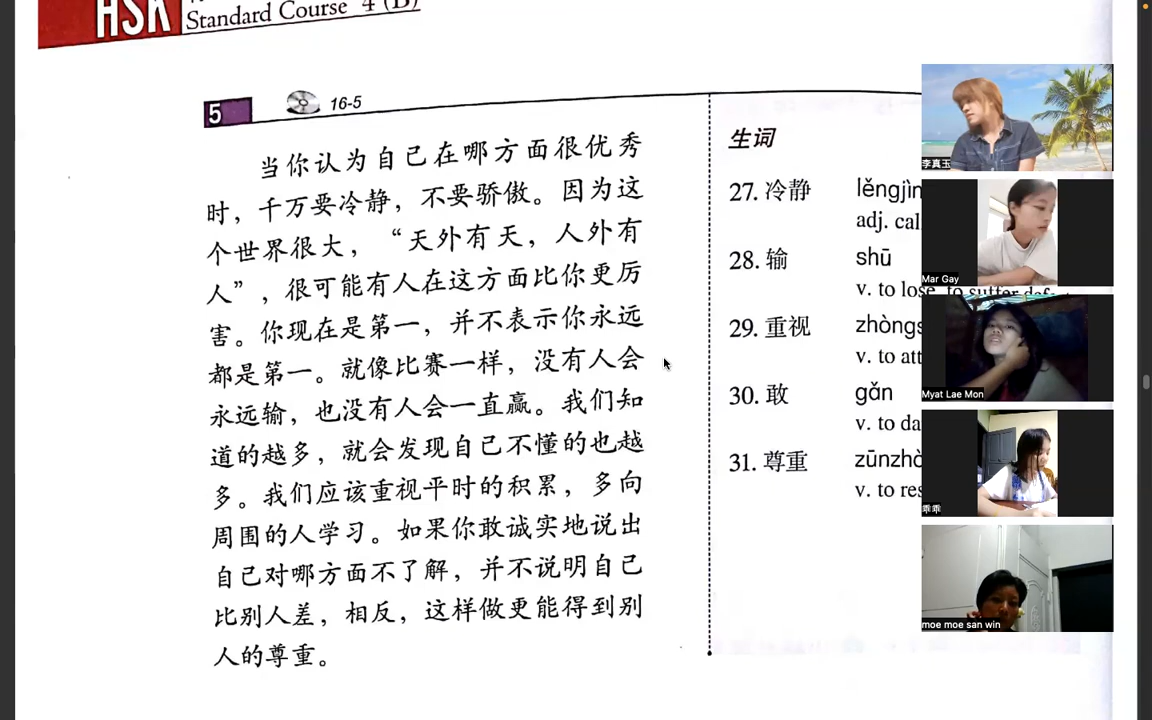 HSK
Standard Course 4 (B)
5
16-5
当你认为自己在哪方面很优秀
时，千万要冷静，不要骄傲。因为这
个世界很大，“天外有天，人外有
人”，很可能有人在这方面比你更厉
害。你现在是第一，并不表示你永远
都是第一。就像比赛一样，没有人会
永远输，也没有人会一直赢。我们知
道的越多，就会发现自己不懂的也越
多。我们应该重视平时的积累，多向
周围的人学习。如果你敢诚实地说出
自己对哪方面不了解，并不说明自己
比别人差，相反，这样做更能得到别
人的尊重。
生词
27. 冷静 lěngjìn
adj. cal
28. 输 shū
v. to lose, to suffer defeat
29. 重视 zhòngs
v. to att
30. 敢 gǎn
v. to da
31. 尊重 zūnzhò
v. to res
李真玉
Mar Gay
Myat Lae Mon
乖乖
moe moe san win